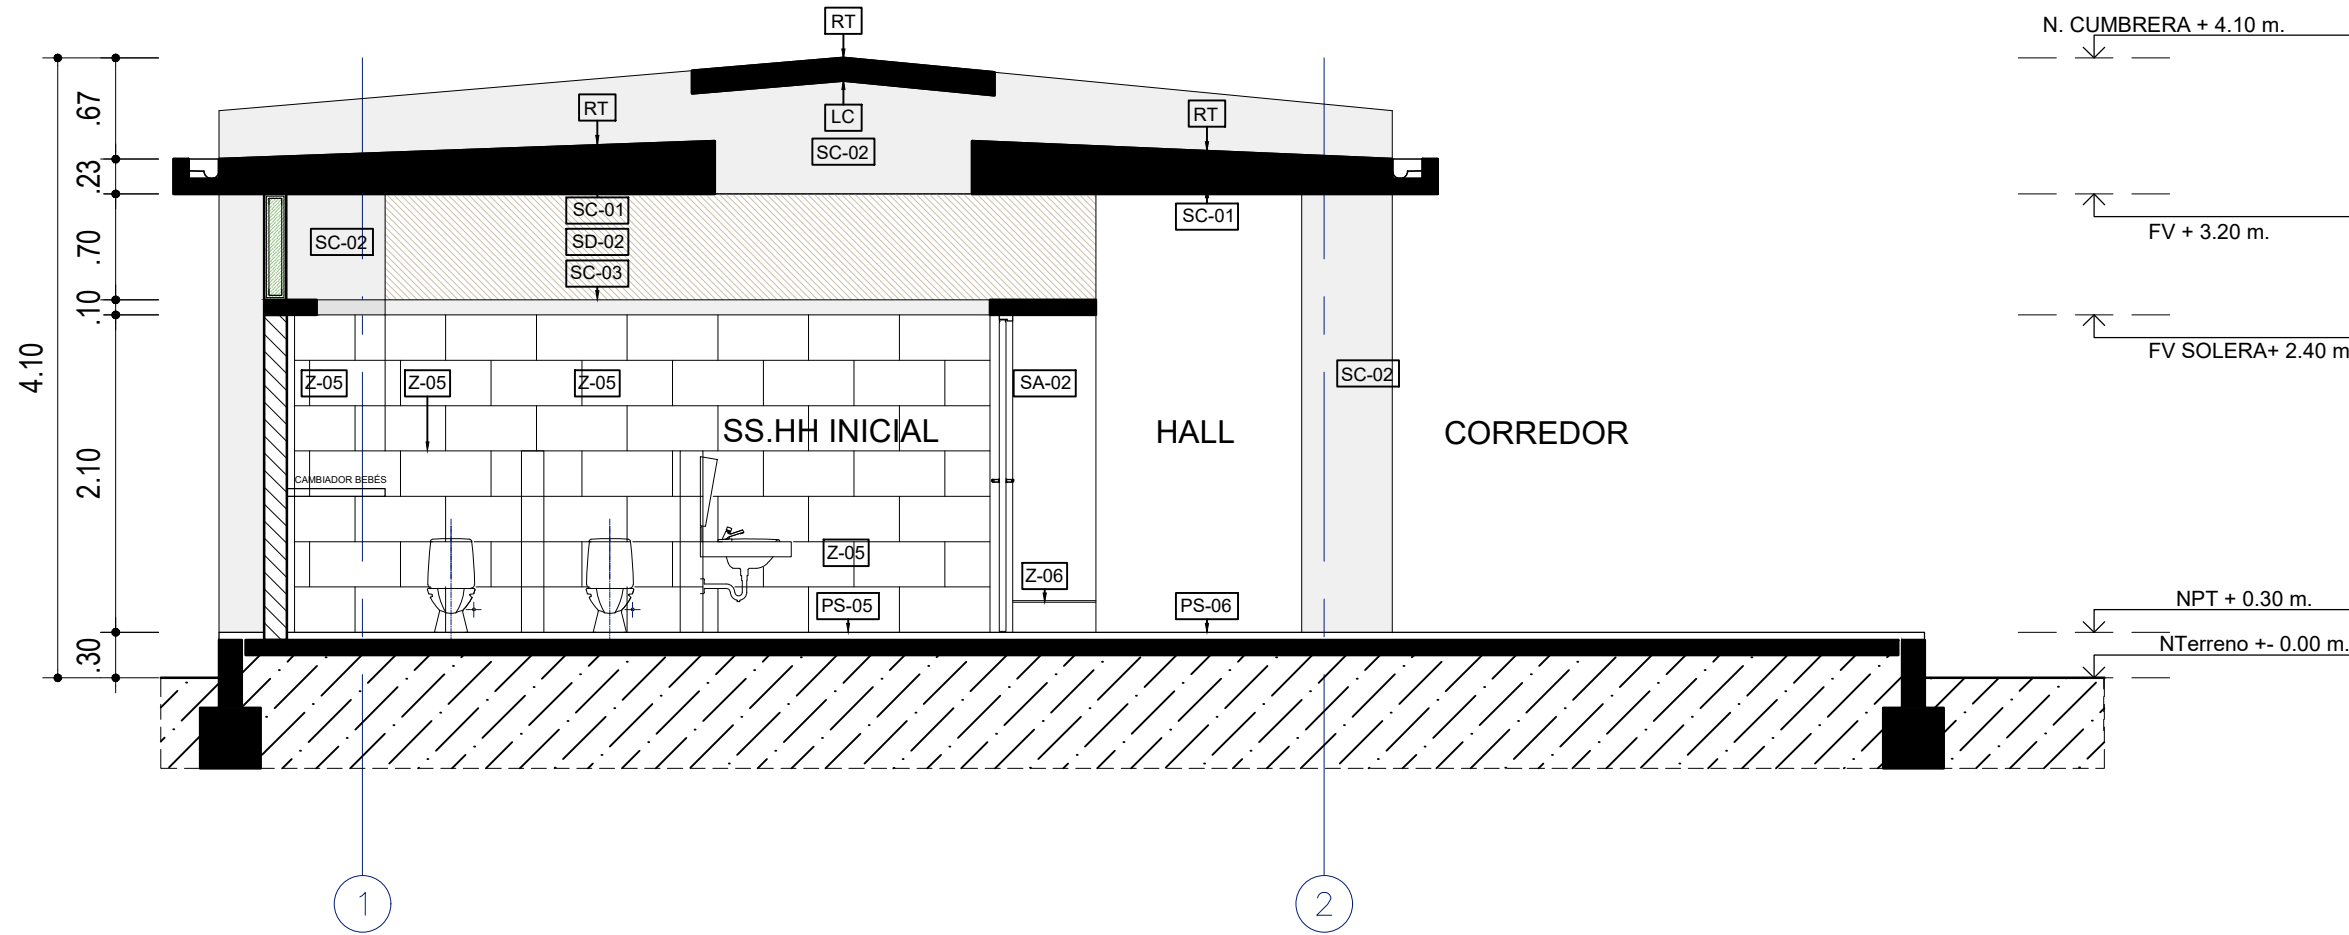 RT
N. CUMBRERA + 4.10 m.
.67
RT
LC
RT
SC-02
.23
SC-01
SC-01
SC-02
SD-02
FV + 3.20 m.
.70
SC-03
.10
4.10
FV SOLERA+ 2.40 m
Z-05
Z-05
Z-05
SA-02
SC-02
SS.HH INICIAL
HALL
CORREDOR
2.10
CAMBIADOR BEBÉS
Z-05
Z-06
PS-05
PS-06
NPT + 0.30 m.
.30
NTerreno +- 0.00 m.
1
2